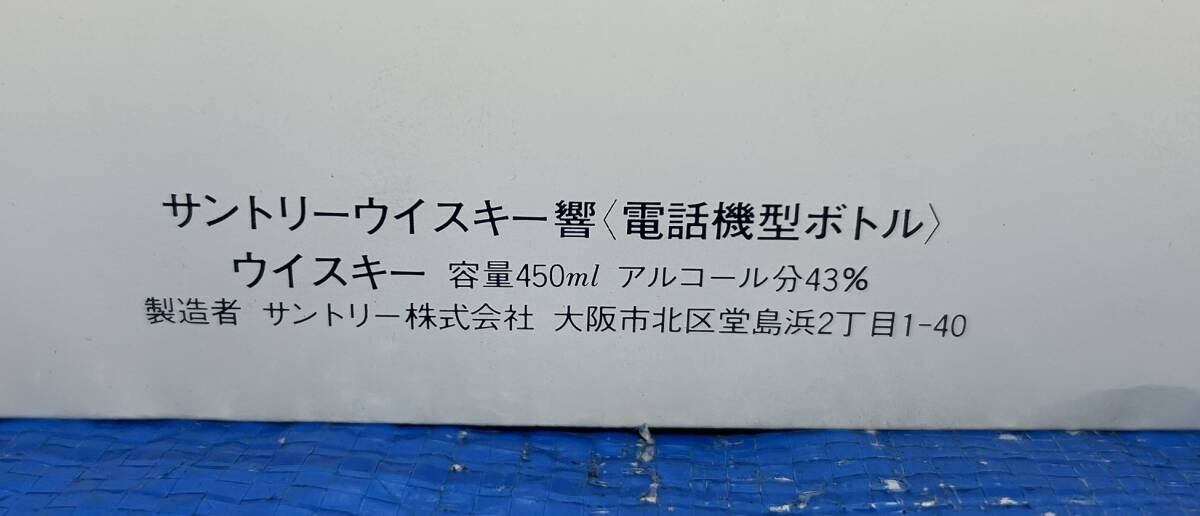 サントリーウイスキー響〈電話機型ボトル〉
ウイスキー 容量450ml アルコール分43%
製造者 サントリー株式会社 大阪市北区堂島浜2丁目1-40